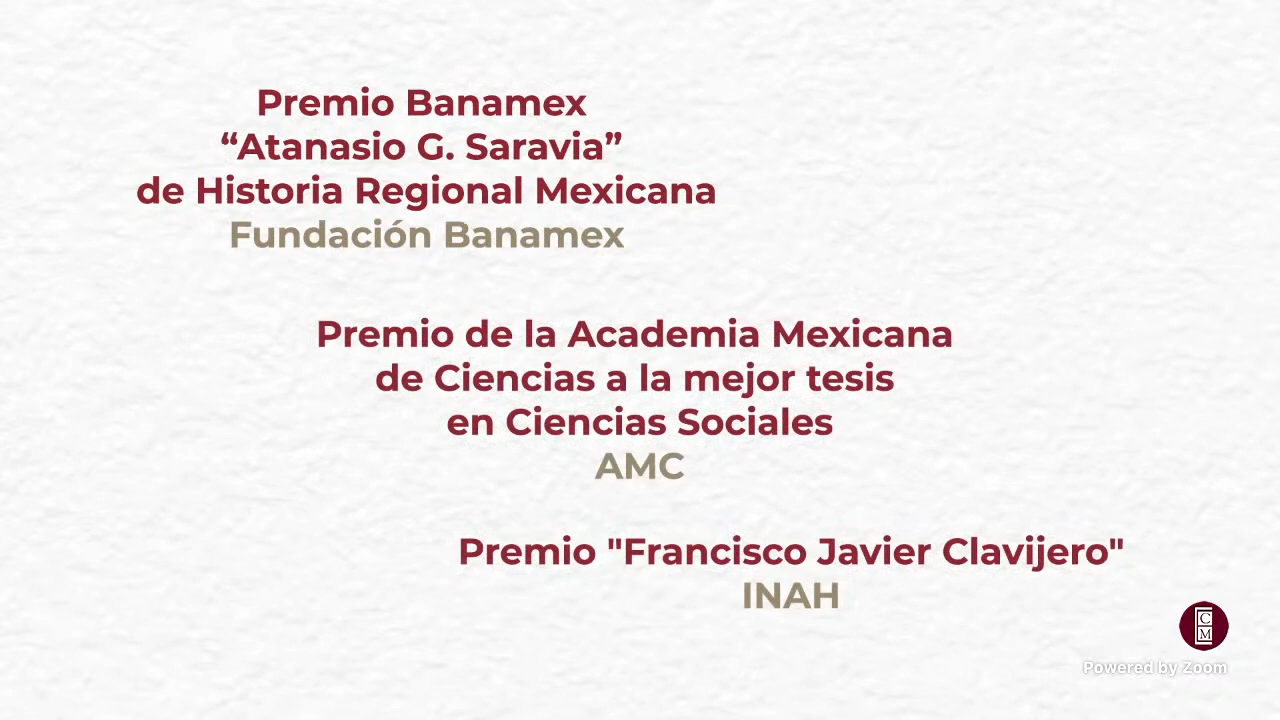 Premio Banamex
“Atanasio G. Saravia”
de Historia Regional Mexicana
Fundación Banamex
Premio de la Academia Mexicana
de Ciencias a la mejor tesis
en Ciencias Sociales
AMC
Premio "Francisco Javier Clavijero"
INAH
C
M
Powered by Zoom